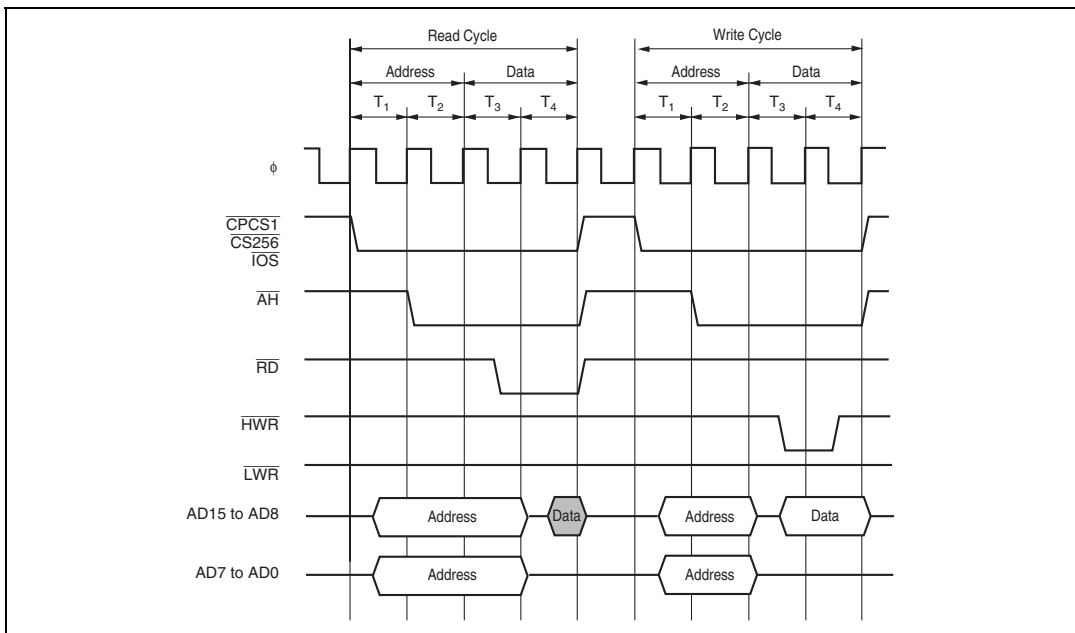 Read Cycle Write Cycle
Address Data Address Data
T1 T2 T3 T4 T1 T2 T3 T4
ϕ
CPCS1
CS256
IOS
AH
RD
HWR
LWR
AD15 to AD8 Address Data Address Data
AD7 to AD0 Address Address